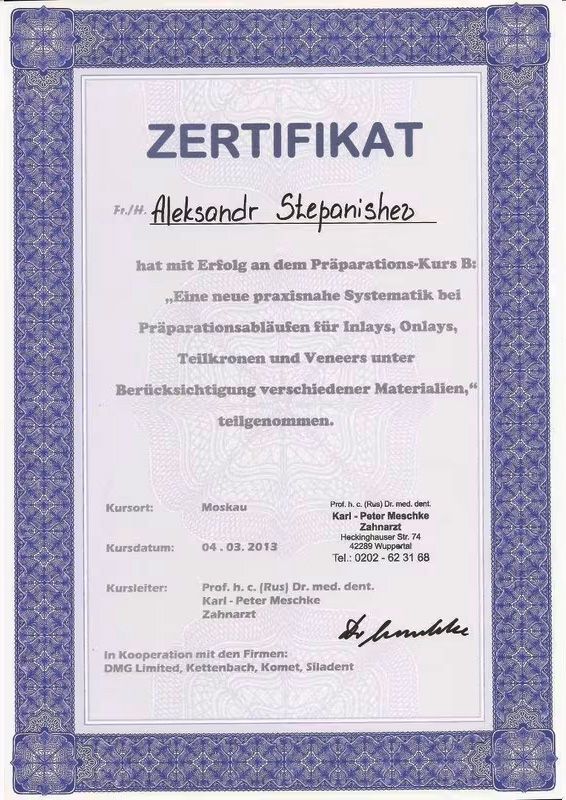 ZERTIFIKAT
Fr./H. Aleksandr Stepanishev
hat mit Erfolg an dem Präparations-Kurs B:
„Eine neue praxisnahe Systematik bei
Präparationsabläufen für Inlays, Onlays,
Teilkronen und Veneers unter
Berücksichtigung verschiedener Materialien,“
teilgenommen.
Kursort: Moskau
Kursdatum: 04.03.2013
Kursleiter: Prof. h. c. (Rus) Dr. med. dent.
Karl - Peter Meschke
Zahnarzt
Prof. h. c. (Rus) Dr. med. dent.
Karl - Peter Meschke
Zahnarzt
Heckinghauser Str. 74
42289 Wuppertal
Tel.: 0202 - 62 31 68
In Kooperation mit den Firmen:
DMG Limited, Kettenbach, Komet, Siladent